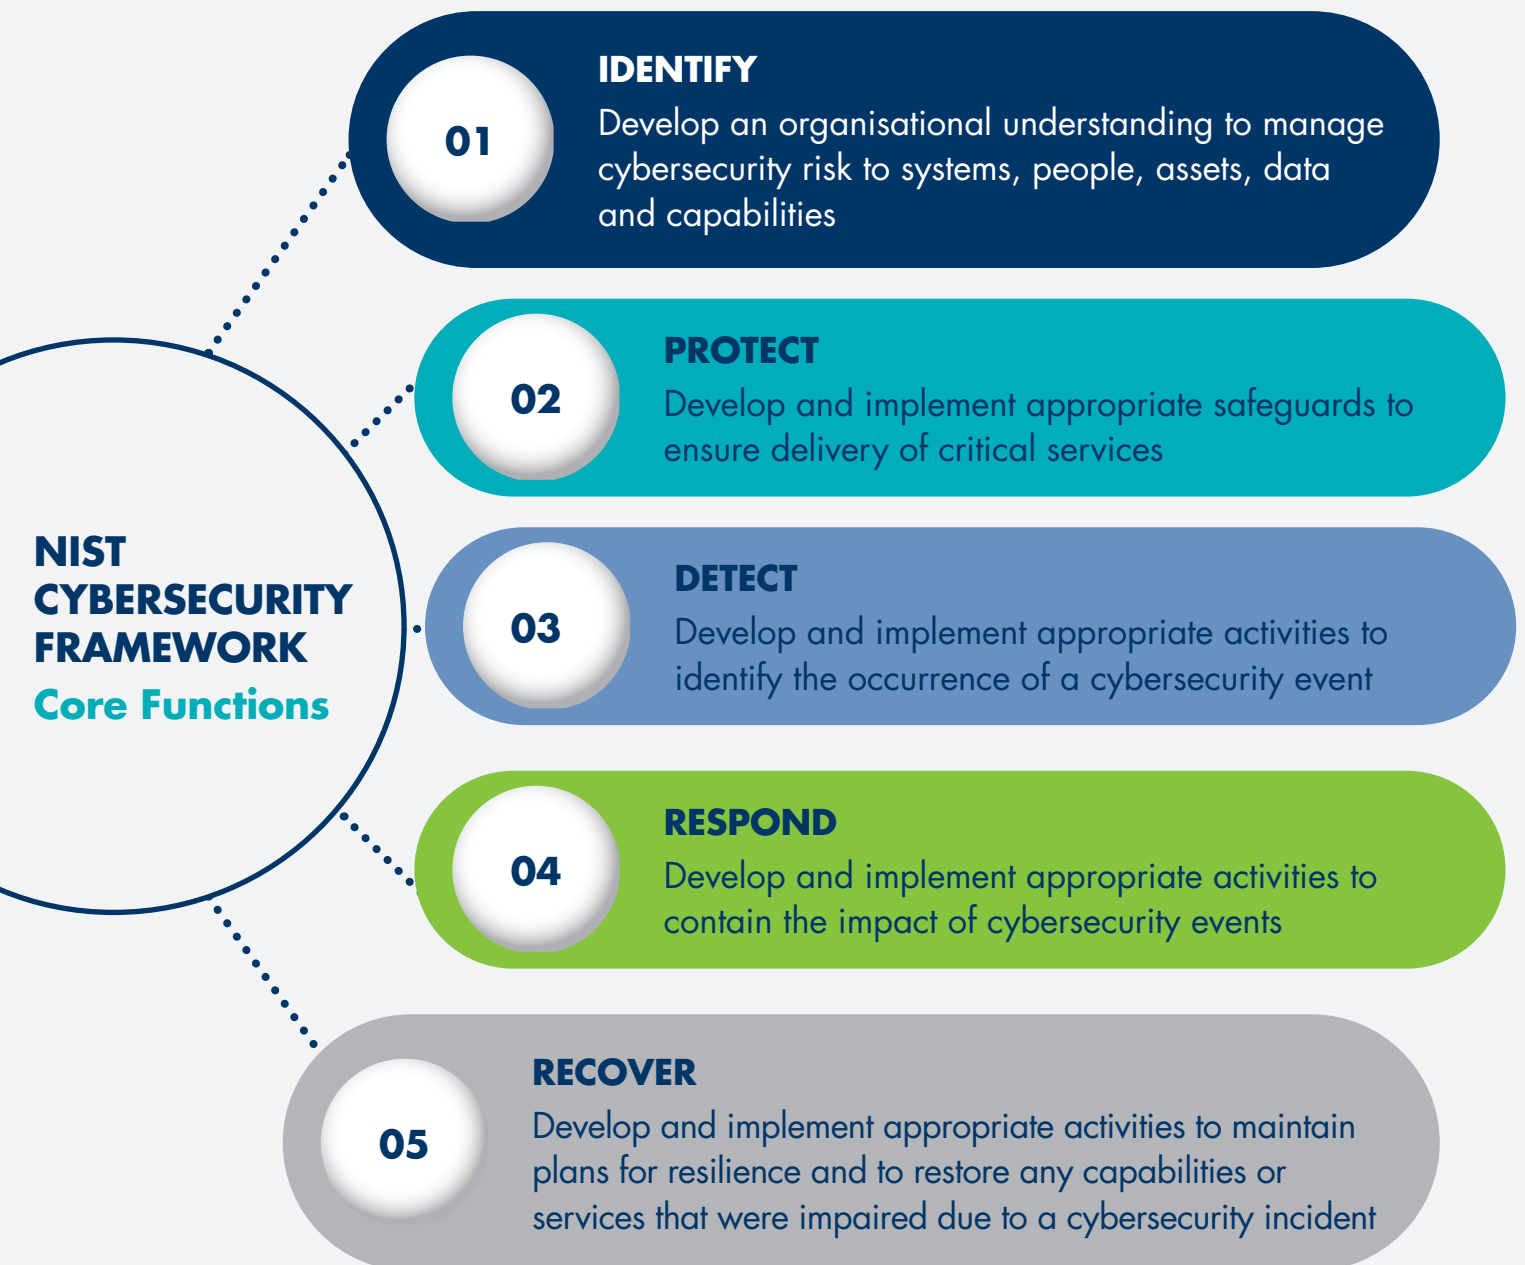 NIST
CYBERSECURITY
FRAMEWORK
Core Functions
01
IDENTIFY
Develop an organisational understanding to manage
cybersecurity risk to systems, people, assets, data
and capabilities
02
PROTECT
Develop and implement appropriate safeguards to
ensure delivery of critical services
03
DETECT
Develop and implement appropriate activities to
identify the occurrence of a cybersecurity event
04
RESPOND
Develop and implement appropriate activities to
contain the impact of cybersecurity events
05
RECOVER
Develop and implement appropriate activities to maintain
plans for resilience and to restore any capabilities or
services that were impaired due to a cybersecurity incident